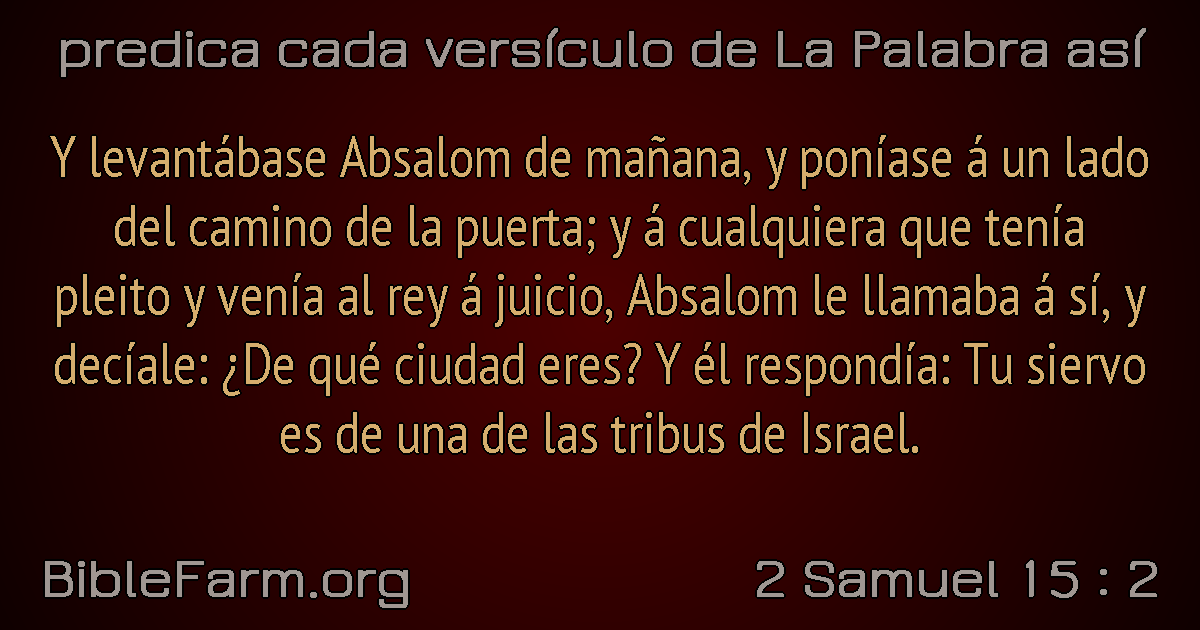 predica cada versículo de La Palabra así
Y levantábase Absalom de mañana, y poníase á un lado
del camino de la puerta; y á cualquiera que tenía
pleito y venía al rey á juicio, Absalom le llamaba á sí, y
decíale: ¿De qué ciudad eres? Y él respondía: Tu siervo
es de una de las tribus de Israel.
BibleFarm.org
2 Samuel 15 : 2